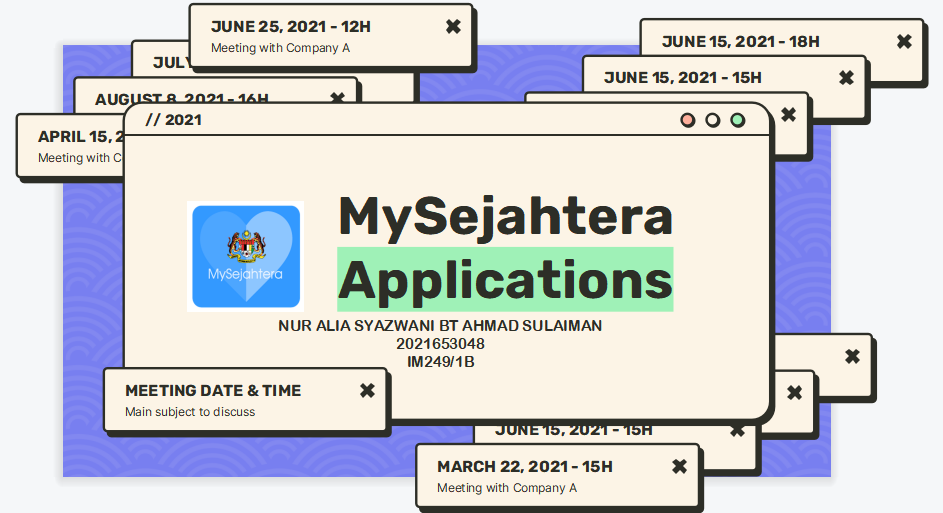 JUNE 25, 2021 - 12H
Meeting with Company A
JUNE 15, 2021 - 18H
JULY
JUNE 15, 2021 - 15H
AUGUST 8, 2021 - 16H
APRIL 15, 2
Meeting with C
// 2021
MySejahtera
Applications
MySejahtera
NUR ALIA SYAZWANI BT AHMAD SULAIMAN
2021653048
IM249/1B
MEETING DATE & TIME
Main subject to discuss
JUNE 15, 2021 - 15H
MARCH 22, 2021 - 15H
Meeting with Company A